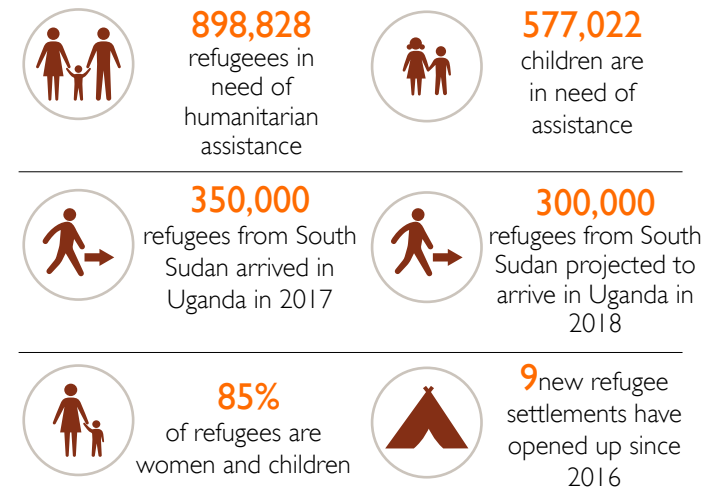 898,828
refugeees in
need of
humanitarian
assistance
577,022
children are
in need of
assistance
350,000
refugees from South
Sudan arrived in
Uganda in 2017
300,000
refugees from South
Sudan projected to
arrive in Uganda in
2018
85%
of refugees are
women and children
9new refugee
settlements have
opened up since
2016